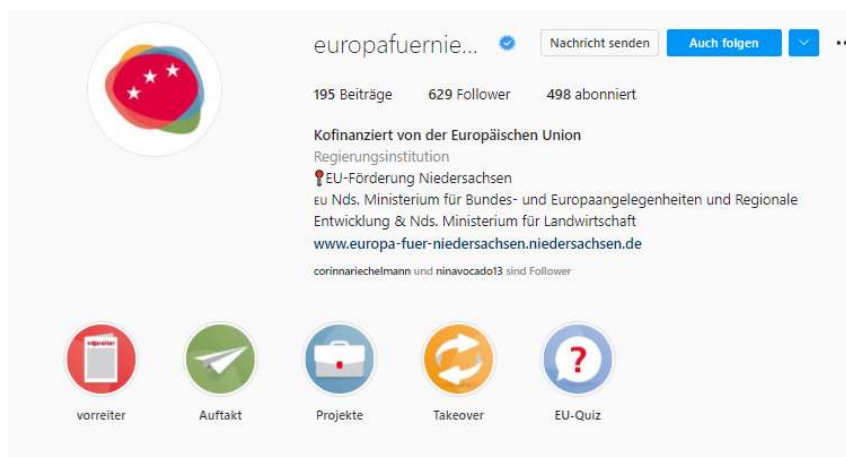 europafuernie... Nachricht senden Auch folgen
195 Beiträge 629 Follower 498 abonniert
Kofinanziert von der Europäischen Union
Regierungsinstitution
EU-Förderung Niedersachsen
EU Nds. Ministerium für Bundes- und Europaangelegenheiten und Regionale
Entwicklung & Nds. Ministerium für Landwirtschaft
www.europa-fuer-niedersachsen.niedersachsen.de
corinnariechelmann und ninavocado13 sind Follower
vorreiter Auftakt Projekte Takeover EU-Quiz